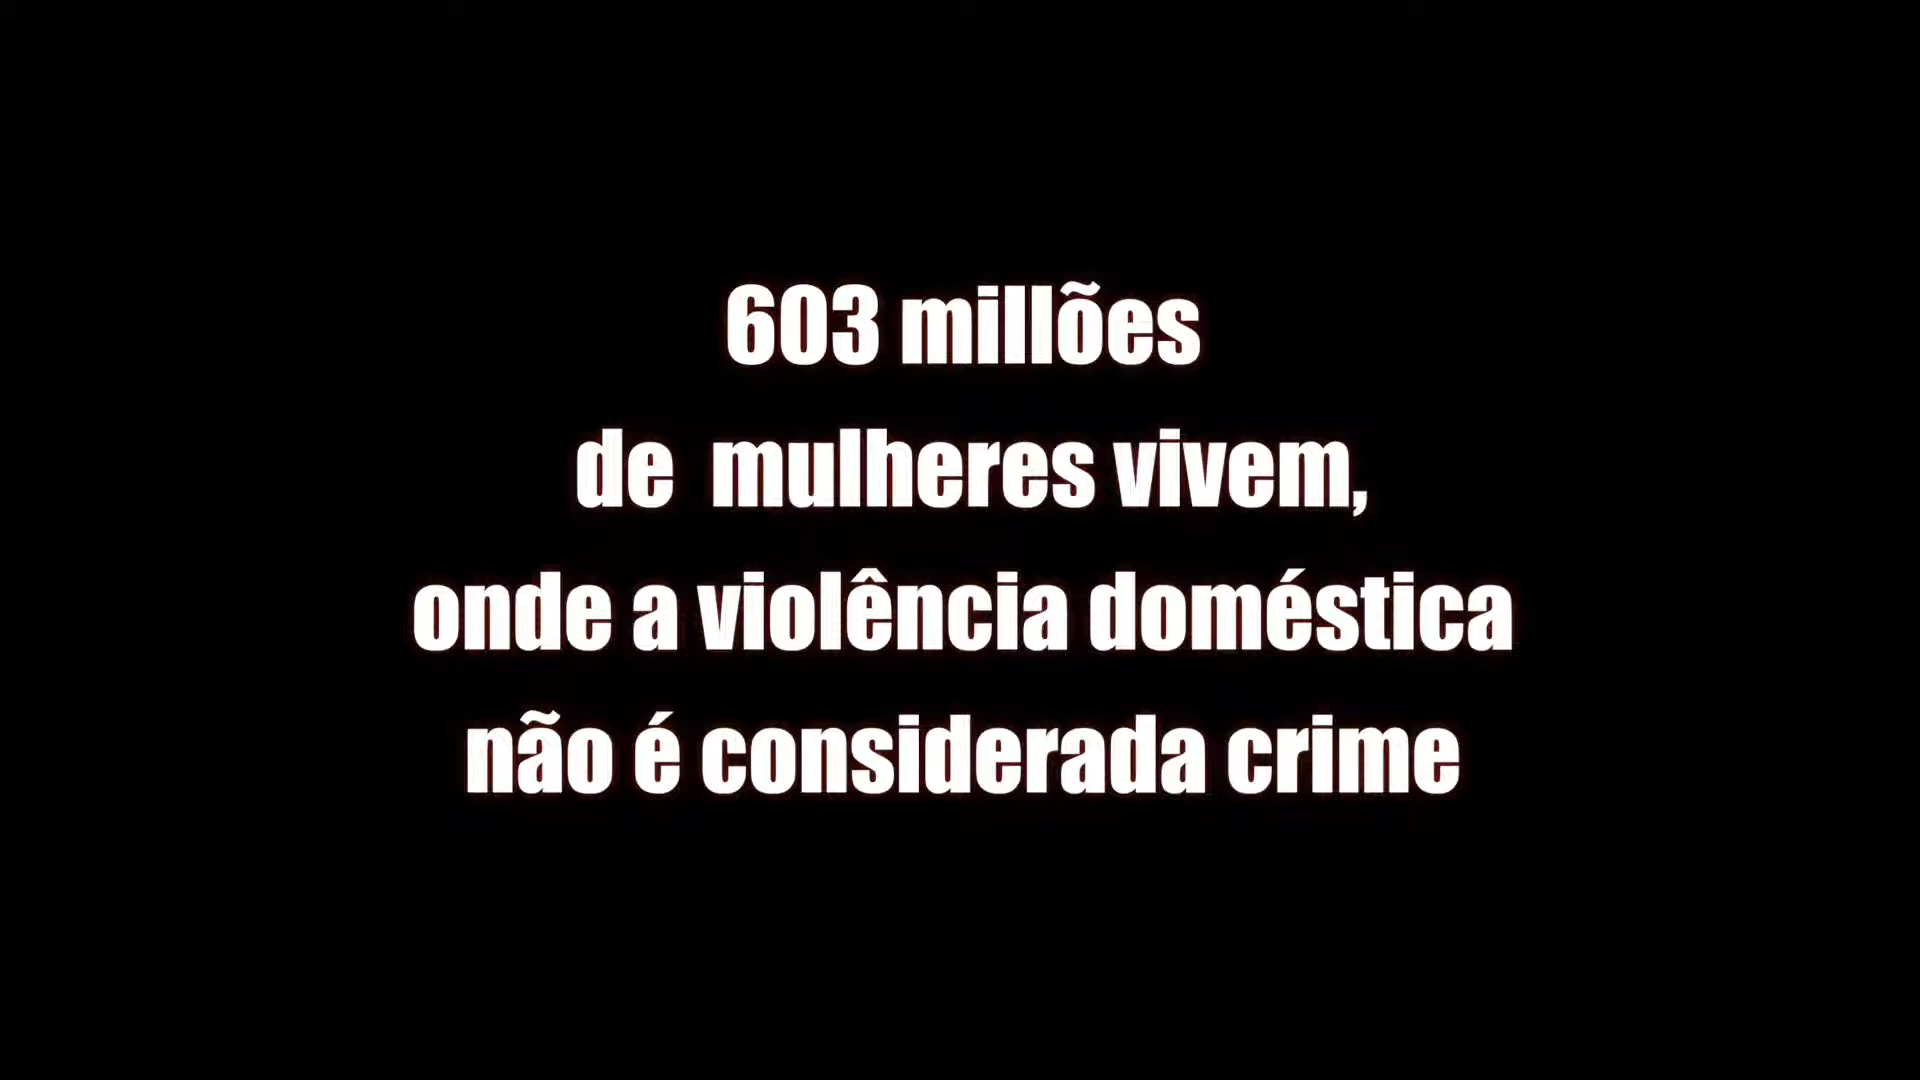 603 millões
de  mulheres vivem,
onde a violência doméstica
não é considerada crime